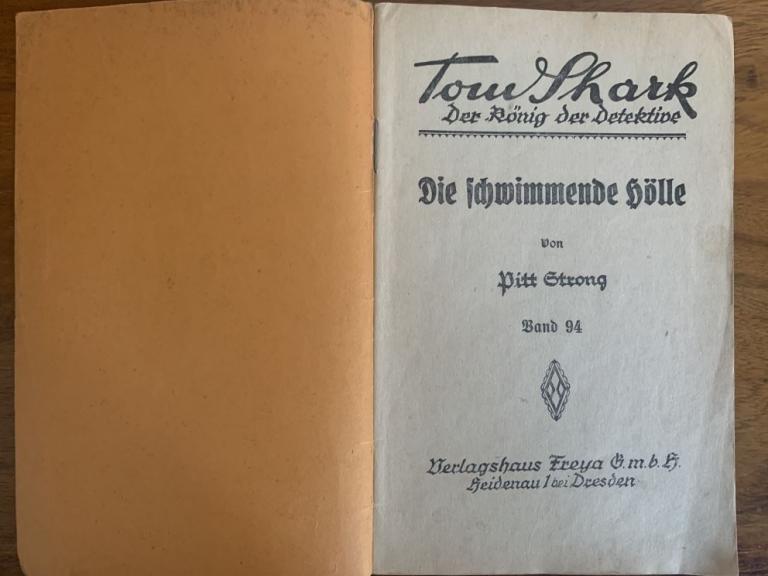 Tom Shark
Der König der Detektive
Die schwimmende Hölle
von
Pitt Strong
Band 94
Verlagshaus Freya G.m.b.H.
Heidenau 1 bei Dresden